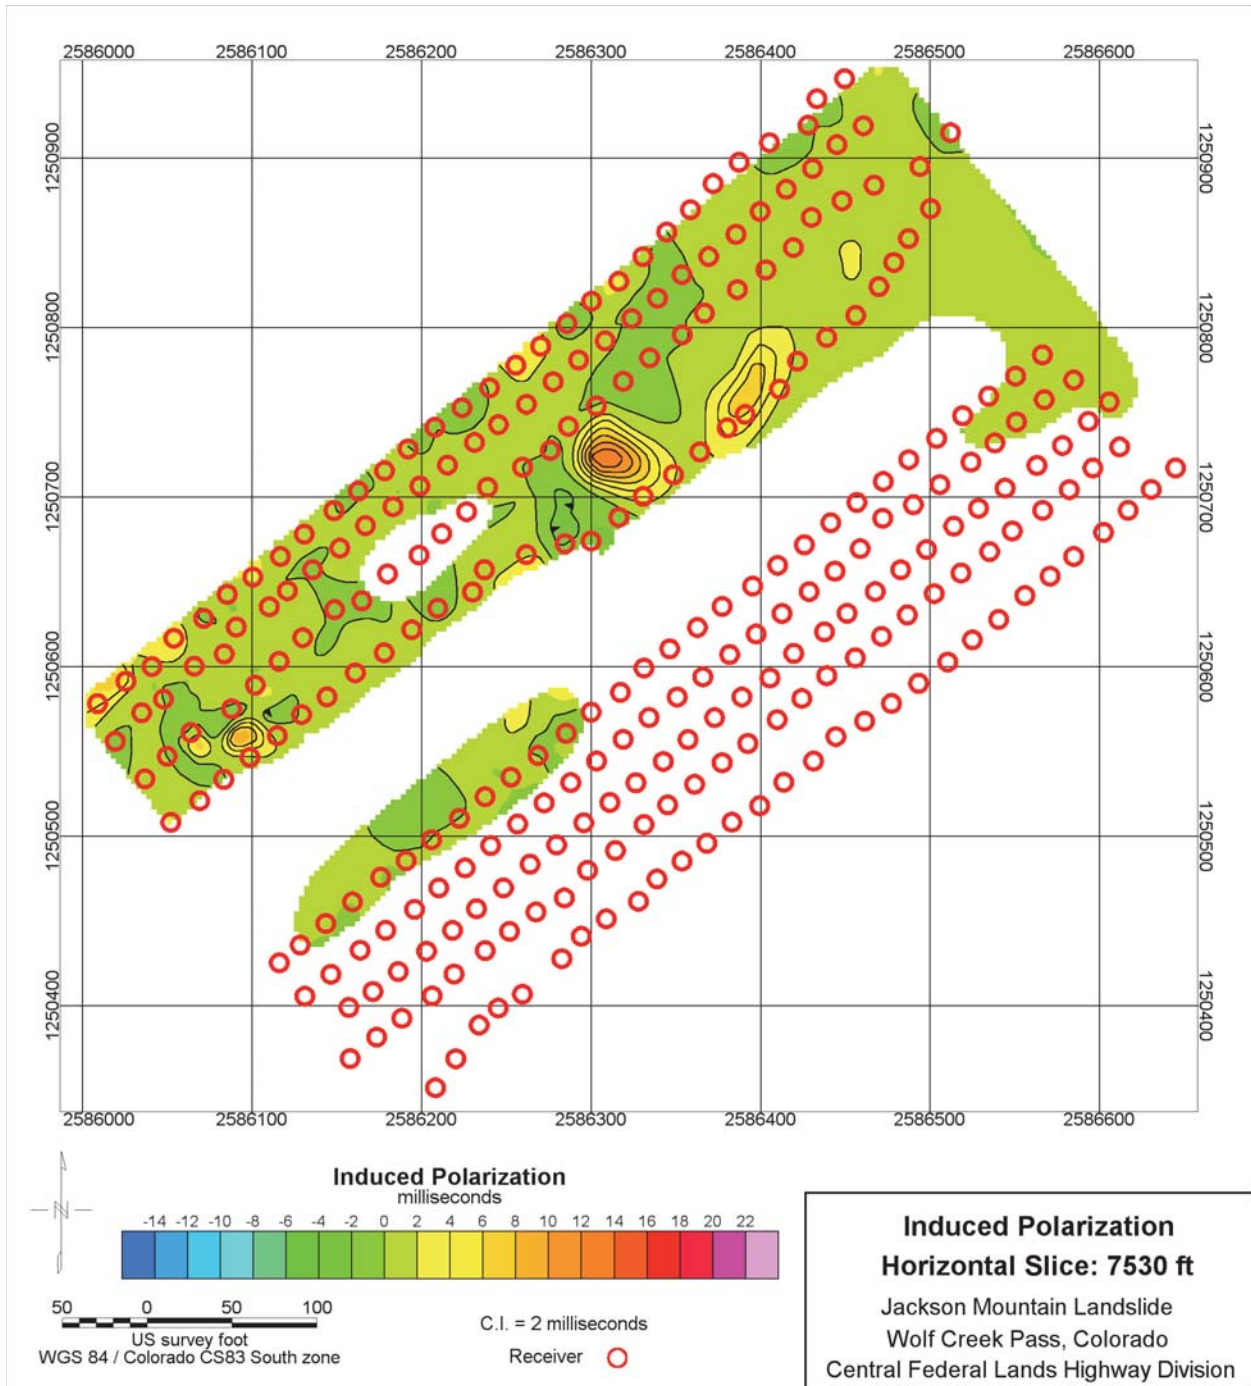 2586000 2586100 2586200 2586300 2586400 2586500 2586600
1250900 1250900
1250800 1250800
1250700 1250700
1250600 1250600
1250500 1250500
1250400 1250400
2586000 2586100 2586200 2586300 2586400 2586500 2586600
N
Induced Polarization
milliseconds
-14 -12 -10 -8 -6 -4 -2 0 2 4 6 8 10 12 14 16 18 20 22
50 0 50 100
US survey foot
WGS 84 / Colorado CS83 South zone
C.I. = 2 milliseconds
Receiver
Induced Polarization
Horizontal Slice: 7530 ft
Jackson Mountain Landslide
Wolf Creek Pass, Colorado
Central Federal Lands Highway Division